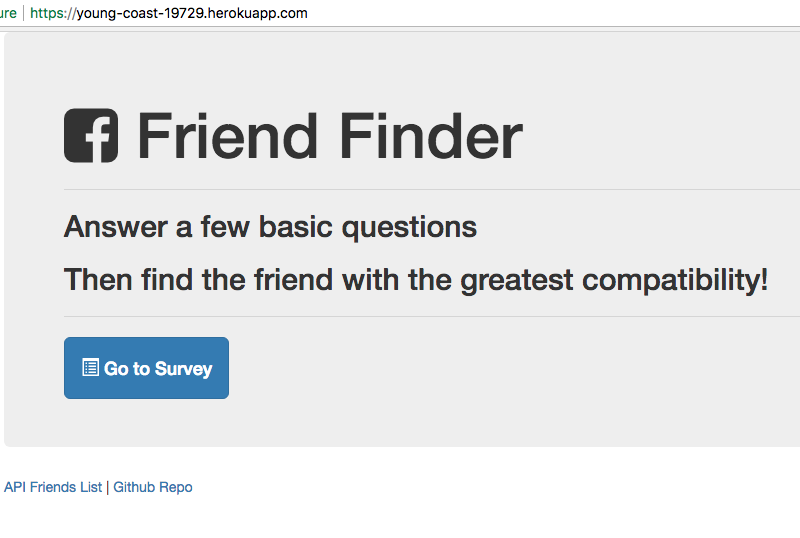 ure | https://young-coast-19729.herokuapp.com
Friend Finder
Answer a few basic questions
Then find the friend with the greatest compatibility!
Go to Survey
API Friends List | Github Repo